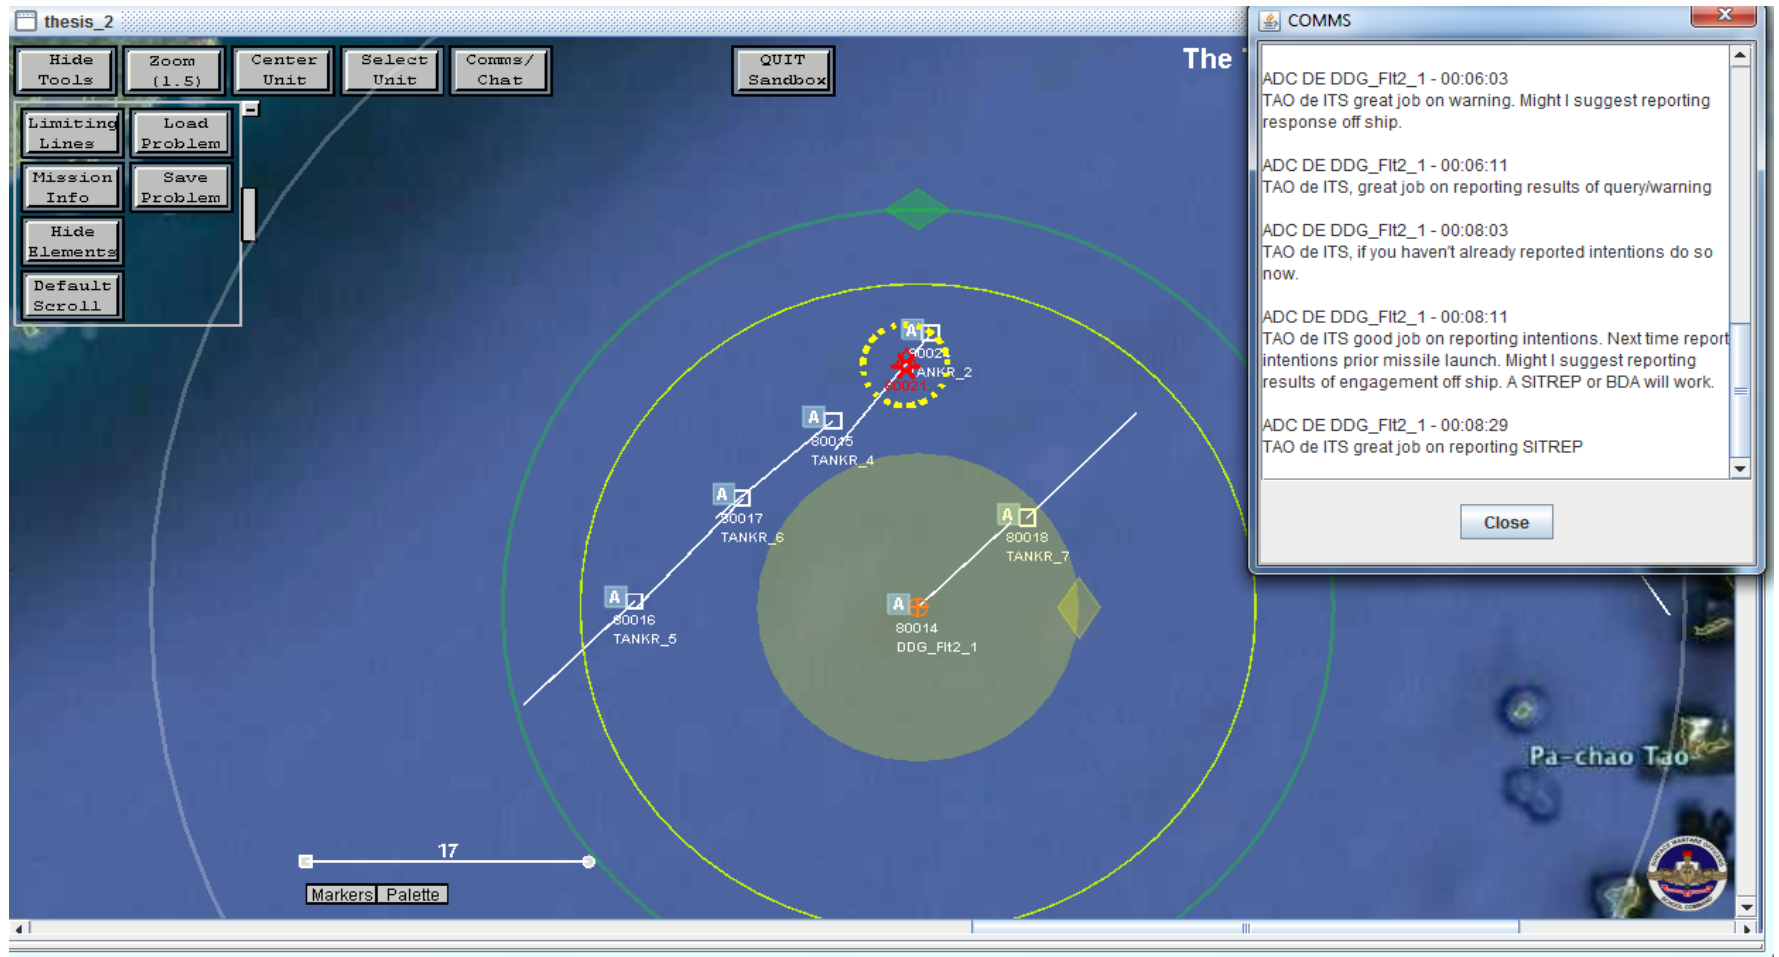 thesis_2
Hide Tools
Zoom (1.5)
Center Unit
Select Unit
Comms/ Chat
QUIT Sandbox
The
Limiting Lines
Load Problem
Mission Info
Save Problem
Hide Elements
Default Scroll
COMMS
ADC DE DDG_Flt2_1 - 00:06:03
TAO de ITS great job on warning. Might I suggest reporting
response off ship.
ADC DE DDG_Flt2_1 - 00:06:11
TAO de ITS, great job on reporting results of query/warning
ADC DE DDG_Flt2_1 - 00:08:03
TAO de ITS, if you haven't already reported intentions do so
now.
ADC DE DDG_Flt2_1 - 00:08:11
TAO de ITS good job on reporting intentions. Next time report
intentions prior missile launch. Might I suggest reporting
results of engagement off ship. A SITREP or BDA will work.
ADC DE DDG_Flt2_1 - 00:08:29
TAO de ITS great job on reporting SITREP
Close
A
TANKR_2
80021
A
80015
TANKR_4
A
80017
TANKR_6
A
80018
TANKR_7
A
80016
TANKR_5
A
80014
DDG_Flt2_1
Pa-chao Tao
17
Markers Palette